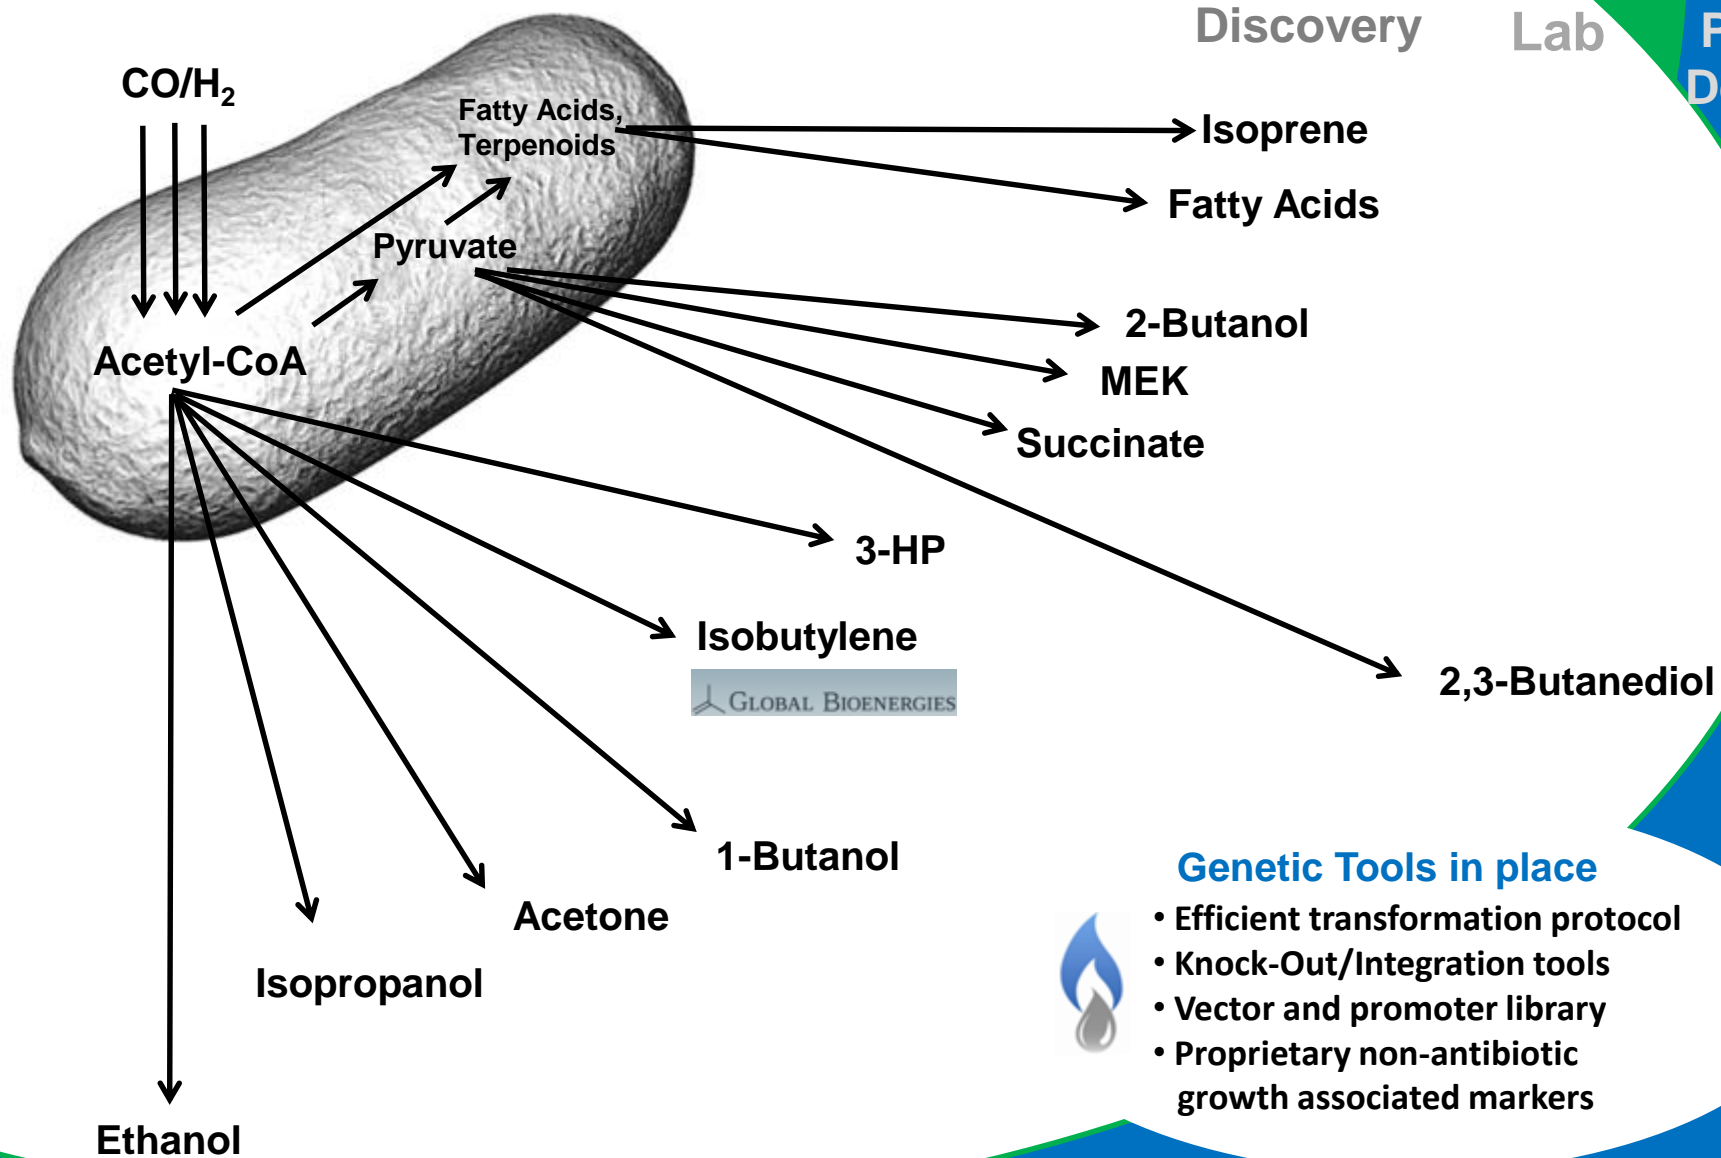 Discovery
Lab
CO/H₂
Fatty Acids,
Terpenoids
Isoprene
Fatty Acids
Pyruvate
2-Butanol
Acetyl-CoA
MEK
Succinate
3-HP
Isobutylene
GLOBAL BIOENERGIES
2,3-Butanediol
1-Butanol
Acetone
Isopropanol
Ethanol
Genetic Tools in place
• Efficient transformation protocol
• Knock-Out/Integration tools
• Vector and promoter library
• Proprietary non-antibiotic
growth associated markers